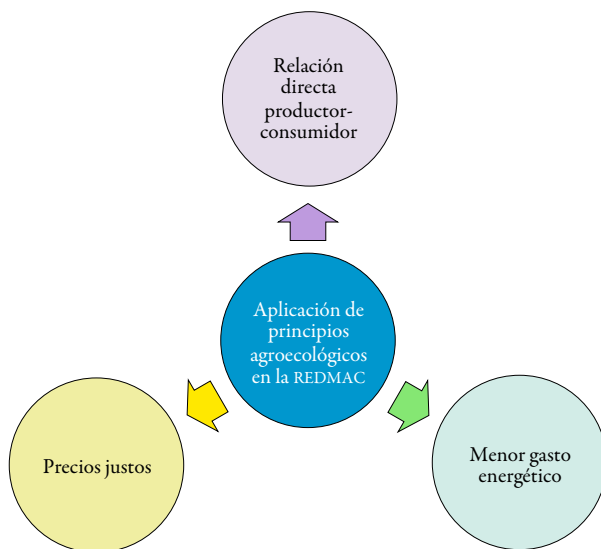 Relación
directa
productor-
consumidor
Aplicación de
principios
agroecológicos
en la REDMAC
Precios justos
Menor gasto
energético